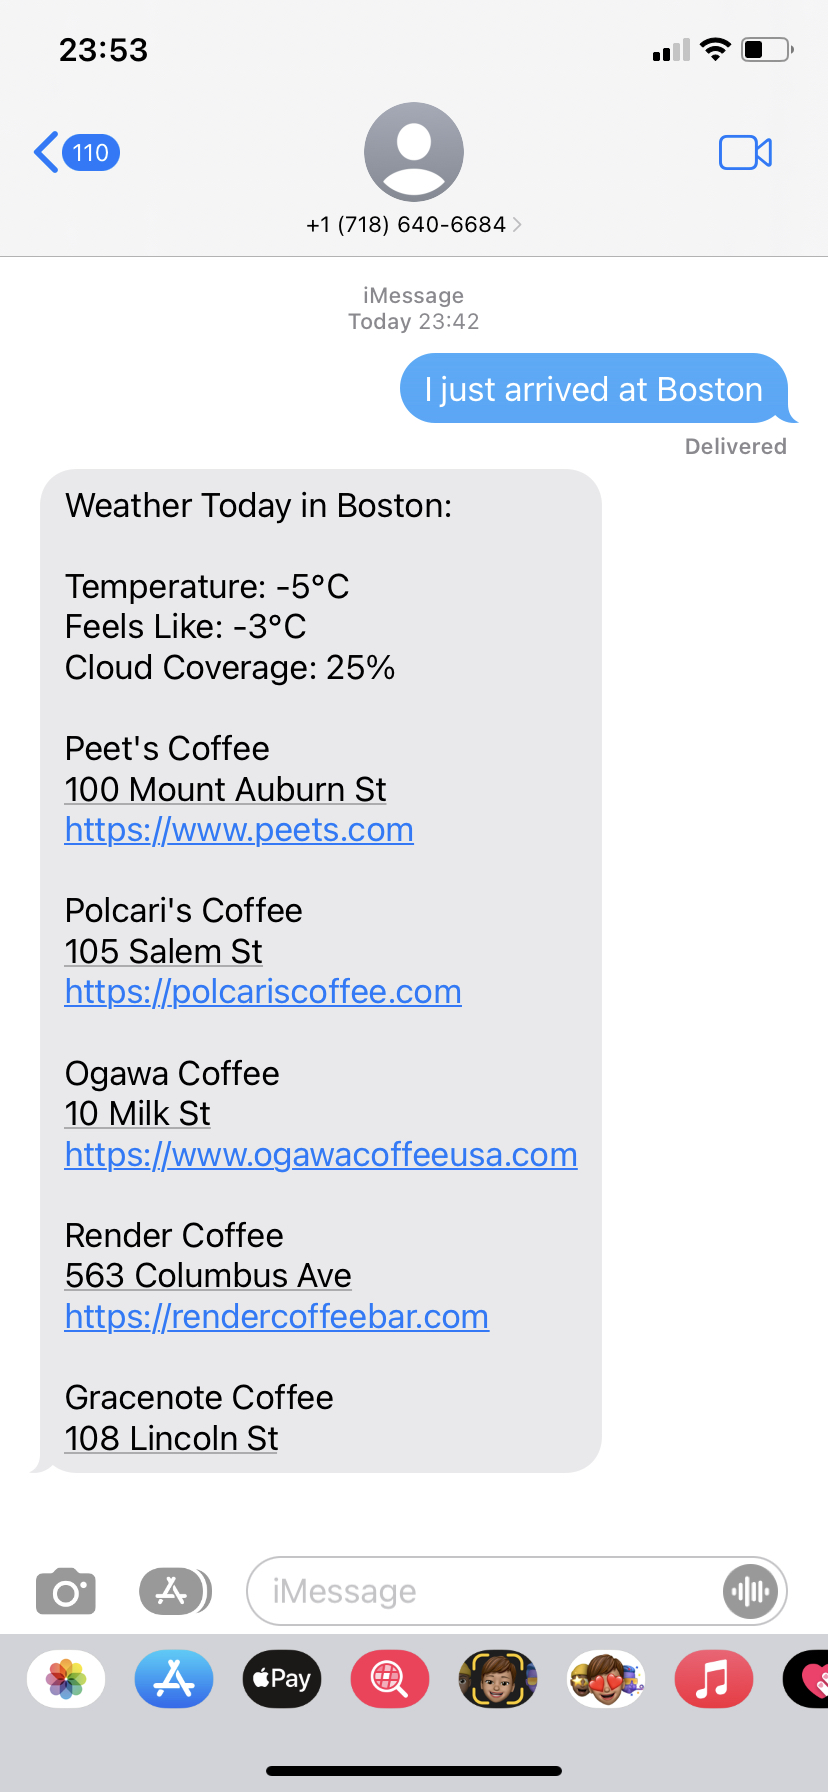 23:53
110
+1 (718) 640-6684
iMessage
Today 23:42
I just arrived at Boston
Delivered
Weather Today in Boston:
Temperature: -5°C
Feels Like: -3°C
Cloud Coverage: 25%
Peet's Coffee
100 Mount Auburn St
https://www.peets.com
Polcari's Coffee
105 Salem St
https://polcariscoffee.com
Ogawa Coffee
10 Milk St
https://www.ogawacoffeeusa.com
Render Coffee
563 Columbus Ave
https://rendercoffeebar.com
Gracenote Coffee
108 Lincoln St
iMessage
Pay